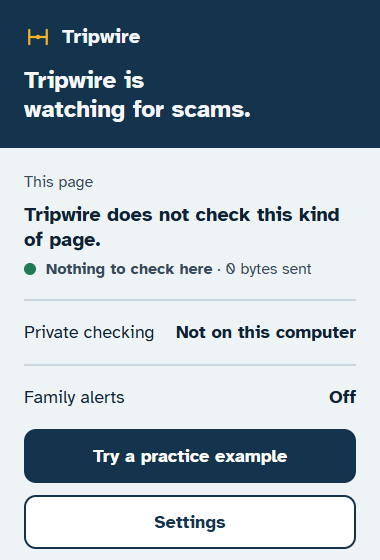 Tripwire
Tripwire is
watching for scams.
This page
Tripwire does not check this kind
of page.
Nothing to check here · 0 bytes sent
Private checking Not on this computer
Family alerts Off
Try a practice example
Settings